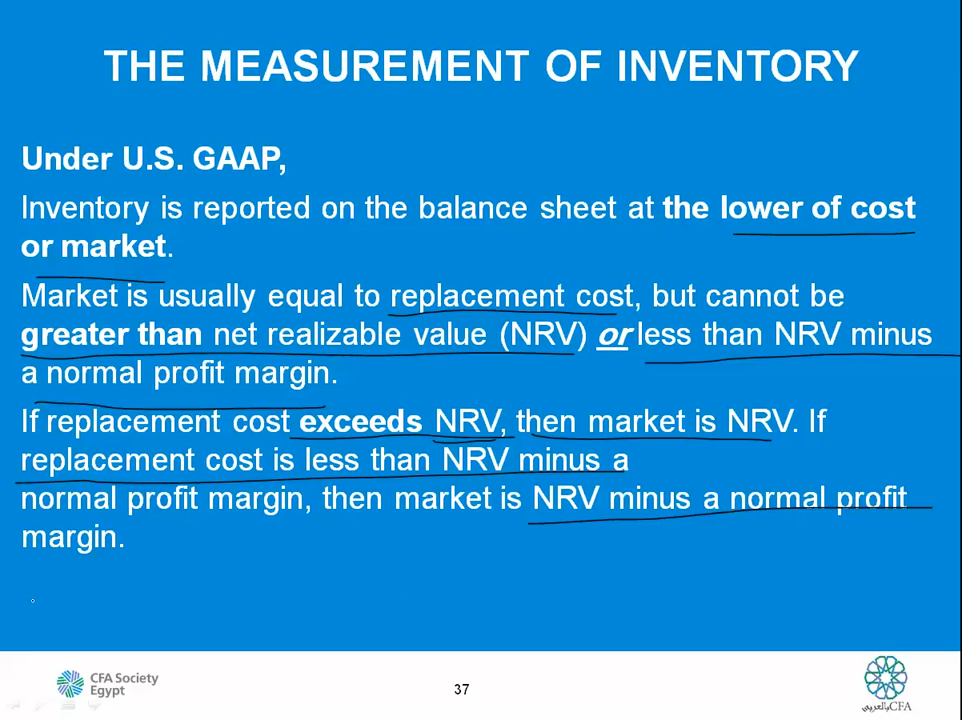 THE MEASUREMENT OF INVENTORY
Under U.S. GAAP,
Inventory is reported on the balance sheet at the lower of cost
or market.
Market is usually equal to replacement cost, but cannot be
greater than net realizable value (NRV) or less than NRV minus
a normal profit margin.
If replacement cost exceeds NRV, then market is NRV. If
replacement cost is less than NRV minus a
normal profit margin, then market is NRV minus a normal profit
margin.
CFA Society
Egypt
37
CFA بالعربي